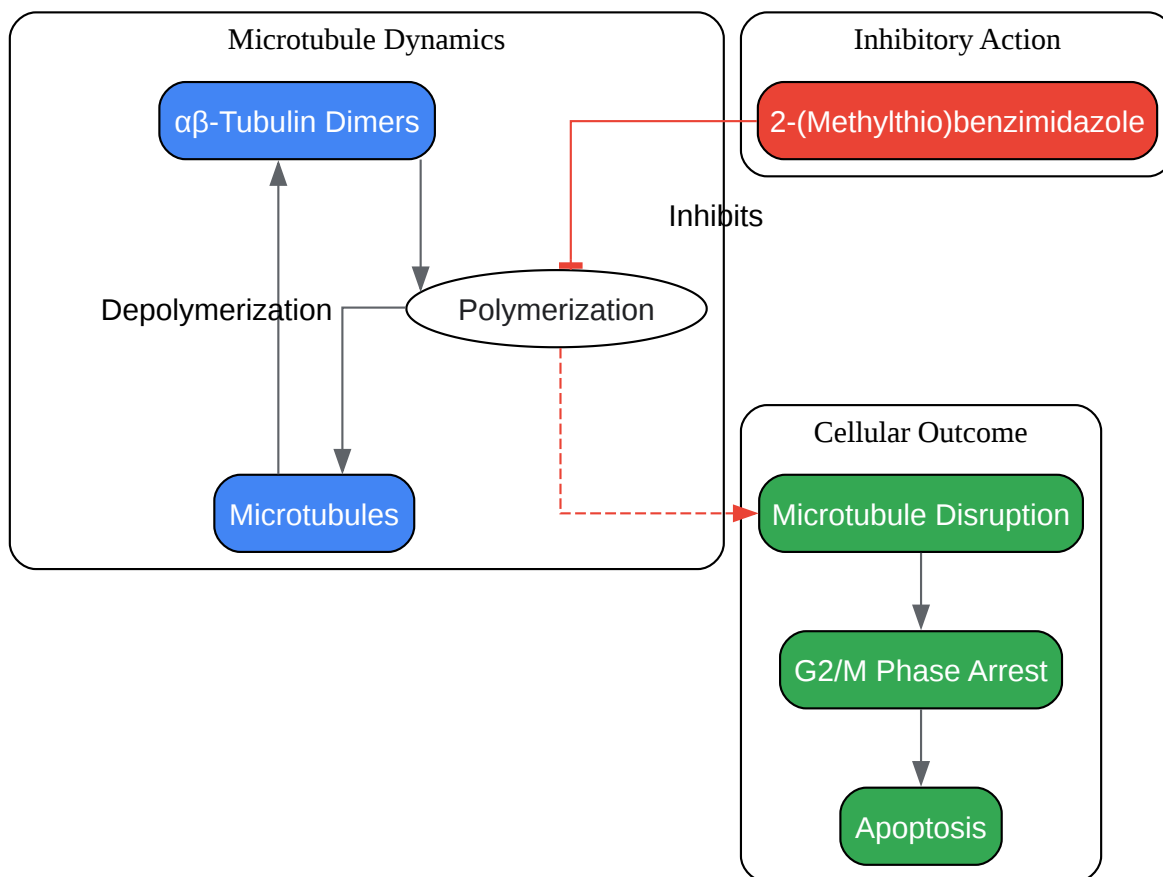 Microtubule Dynamics
Inhibitory Action
αβ-Tubulin Dimers
2-(Methylthio)benzimidazole
Inhibits
Depolymerization
Polymerization
Cellular Outcome
Microtubules
Microtubule Disruption
G2/M Phase Arrest
Apoptosis